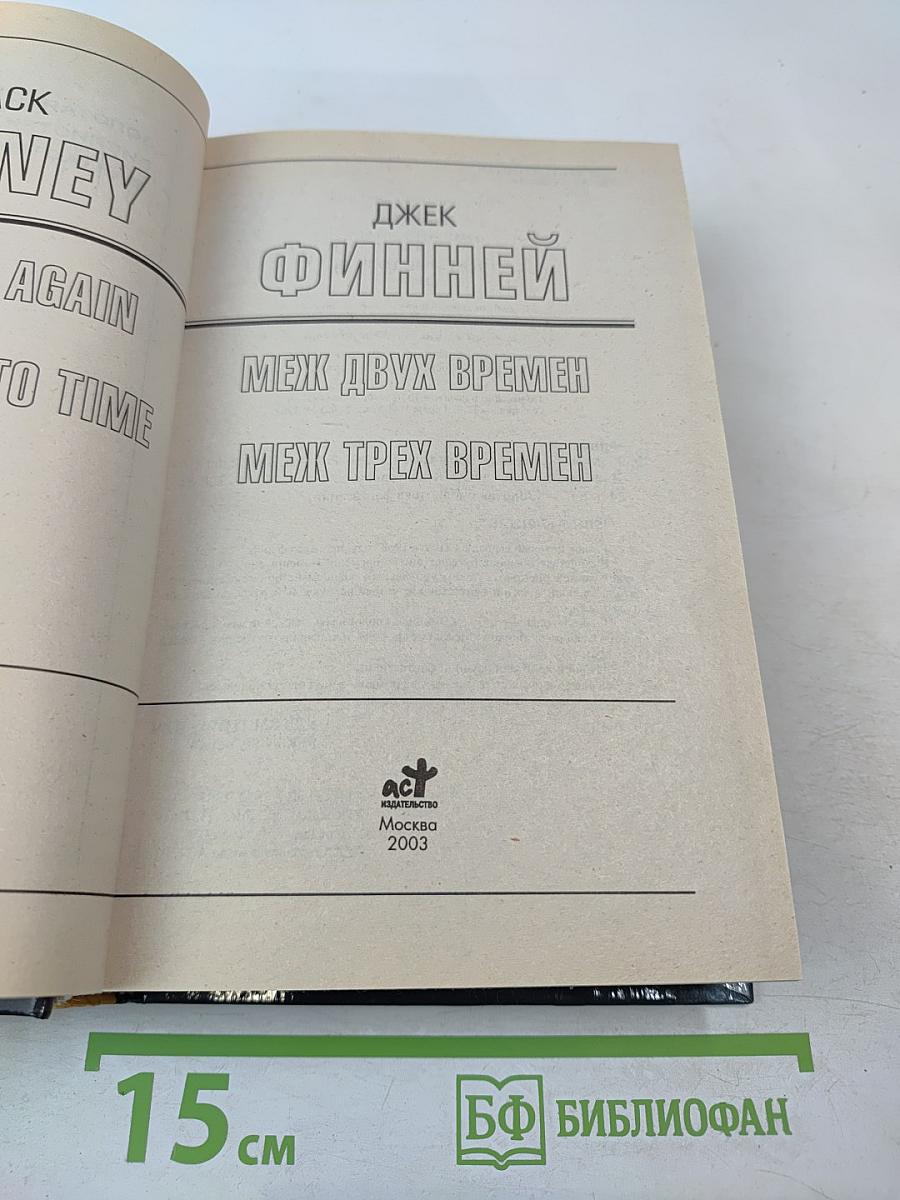 ACK
NEY
AGAIN
TO TIME
ДЖЕК
ФИННЕЙ
МЕЖ ДВУХ ВРЕМЕН
МЕЖ ТРЕХ ВРЕМЕН
аст
ИЗДАТЕЛЬСТВО
Москва
2003
15 см
БФ БИБЛИОФАН